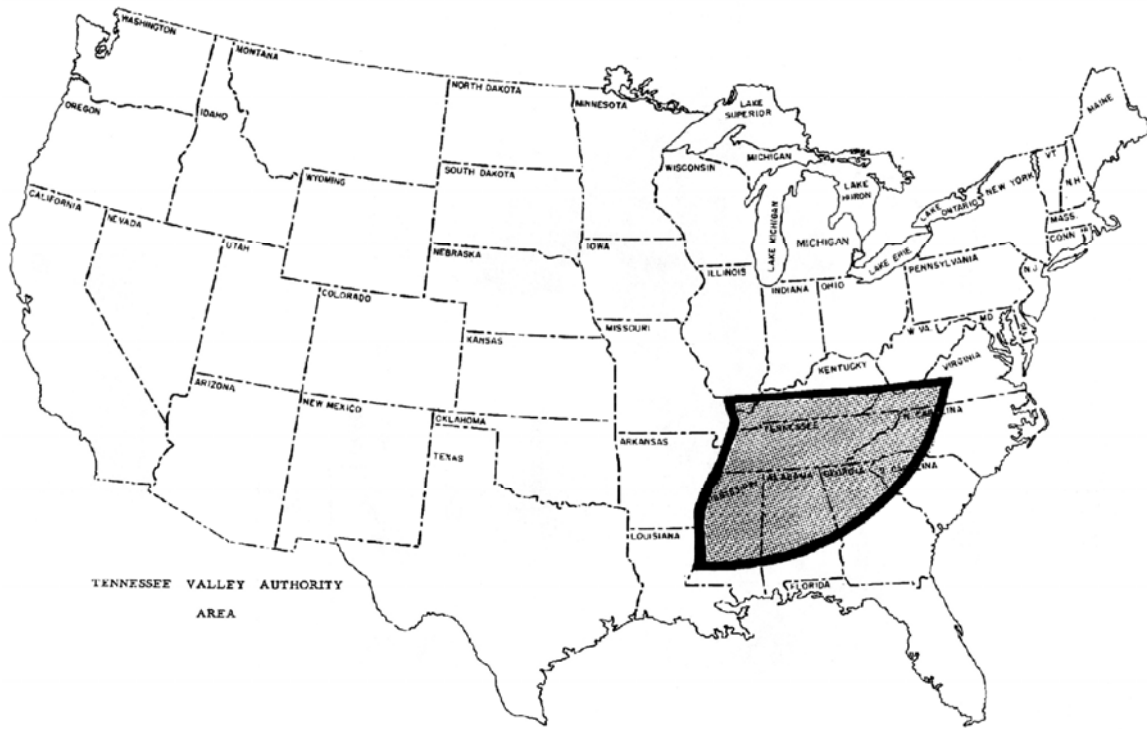 WASHINGTON
MONTANA
NORTH DAKOTA
MINNESOTA
LAKE
SUPERIOR
MAINE
OREGON
IDAHO
WISCONSIN
MICHIGAN
VT.
N.H.
NEW YORK
WYOMING
SOUTH DAKOTA
LAKE
HURON
LAKE
ONTARIO
MASS.
CONN
CALIFORNIA
NEVADA
UTAH
NEBRASKA
IOWA
LAKE MICHIGAN
MICHIGAN
LAKE ERIE
PENNSYLVANIA
N.J.
ILLINOIS
INDIANA
OHIO
COLORADO
KANSAS
MISSOURI
W VA.
MD
KENTUCKY
VIRGINIA
ARIZONA
NEW MEXICO
OKLAHOMA
TENNESSEE
N. CAROLINA
TEXAS
ARKANSAS
ALABAMA
GEORGIA
S. CAROLINA
LOUISIANA
FLORIDA
TENNESSEE VALLEY AUTHORITY
AREA